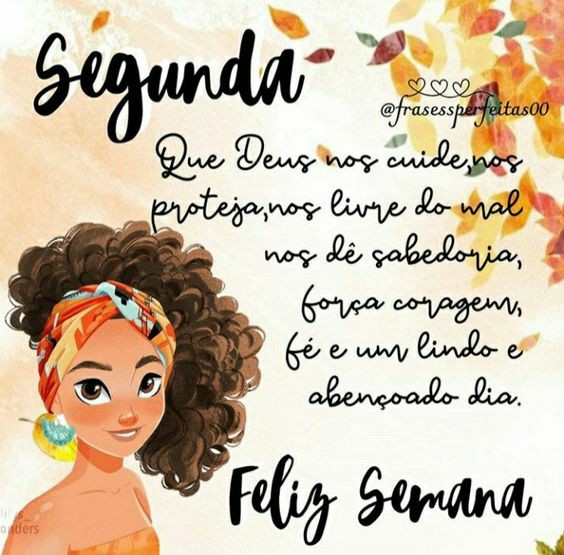 Segunda
@frasessperfeitas00
Que Deus nos cuide,nos
proteja,nos livre do mal
nos dê sabedoria,
força coragem,
fé e um lindo e
abençoado dia.
Feliz Semana